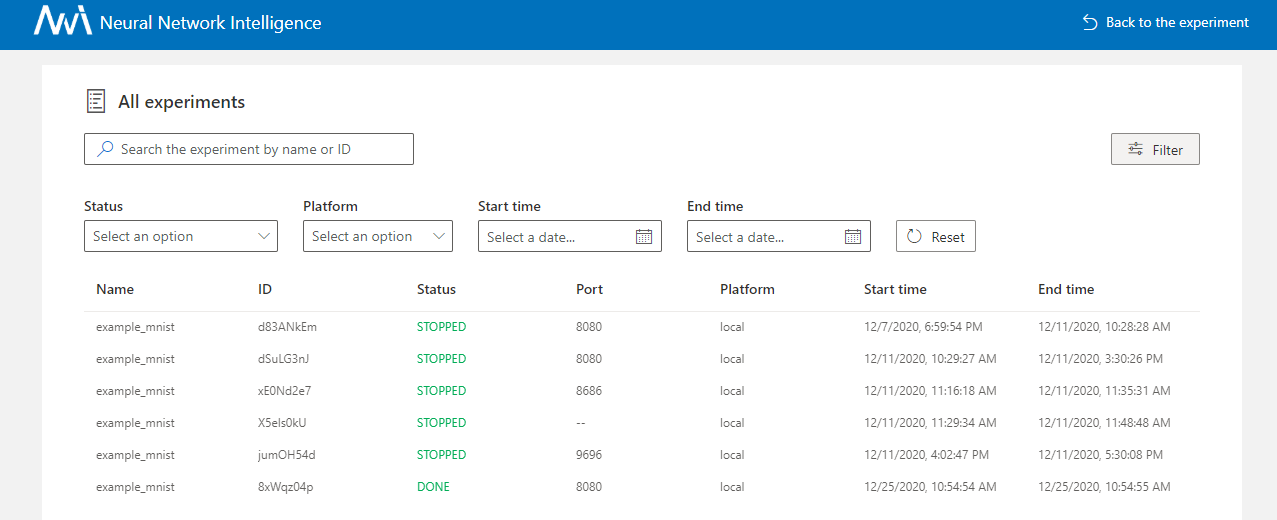 NNI Neural Network Intelligence Back to the experiment
All experiments
Search the experiment by name or ID Filter
Status Platform Start time End time
Select an option Select an option Select a date... Select a date... Reset
Name ID Status Port Platform Start time End time
example_mnist d83ANkEm STOPPED 8080 local 12/7/2020, 6:59:54 PM 12/11/2020, 10:28:28 AM
example_mnist dSuLG3nJ STOPPED 8080 local 12/11/2020, 10:29:27 AM 12/11/2020, 3:30:26 PM
example_mnist xE0Nd2e7 STOPPED 8686 local 12/11/2020, 11:16:18 AM 12/11/2020, 11:35:31 AM
example_mnist X5eIs0kU STOPPED -- local 12/11/2020, 11:29:34 AM 12/11/2020, 11:48:48 AM
example_mnist jumOH54d STOPPED 9696 local 12/11/2020, 4:02:47 PM 12/11/2020, 5:30:08 PM
example_mnist 8xWqz04p DONE 8080 local 12/25/2020, 10:54:54 AM 12/25/2020, 10:54:55 AM